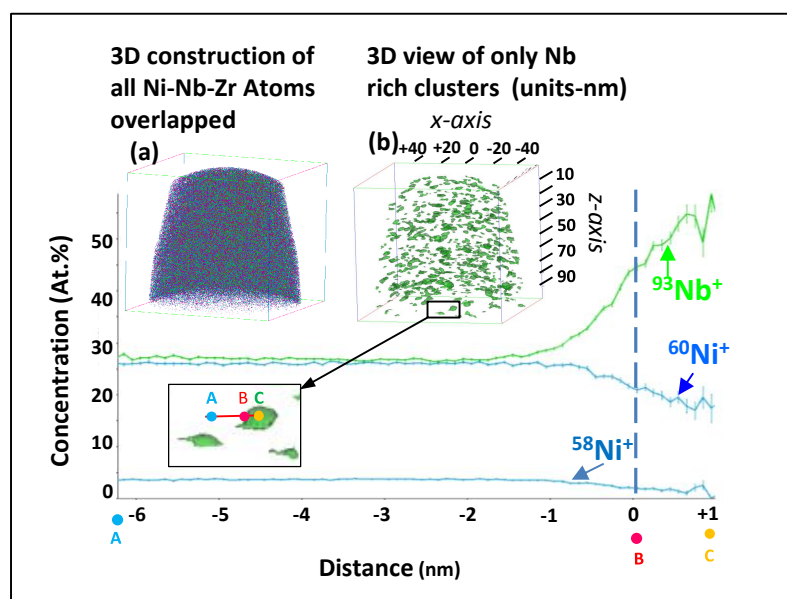 3D construction of
all Ni-Nb-Zr Atoms
overlapped
(a)
3D view of only Nb
rich clusters (units-nm)
x-axis
(b) +40 +20 0 -20 -40
10
30
50
70
90
z-axis
Concentration (At.%)
50
40
30
20
10
0
93Nb+
60Ni+
58Ni+
A B C
-6 -5 -4 -3 -2 -1 0 +1
A B C
Distance (nm)